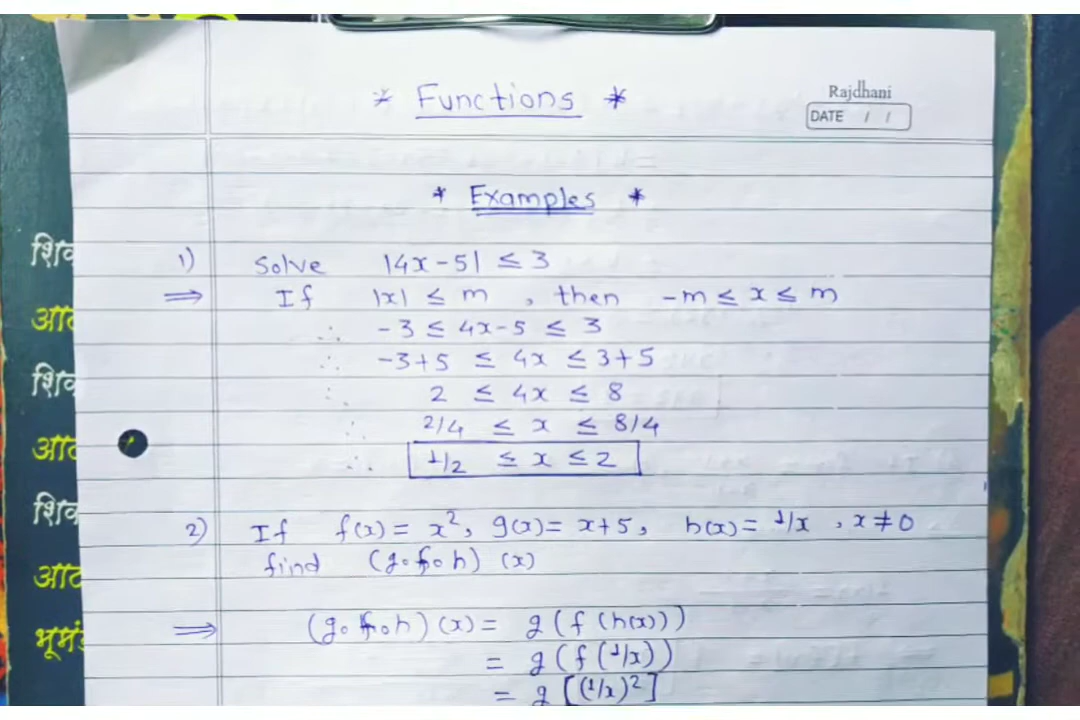 * Functions *
Rajdhani
DATE / /
* Examples *
1) Solve |4x-5| ≤ 3
⇒ If |x| ≤ m , then -m ≤ x ≤ m
∴ -3 ≤ 4x-5 ≤ 3
∴ -3+5 ≤ 4x ≤ 3+5
∴ 2 ≤ 4x ≤ 8
∴ 2/4 ≤ x ≤ 8/4
∴ 1/2 ≤ x ≤ 2
2) If f(x) = x², g(x) = x+5, h(x) = 1/x , x ≠ 0
find (g∘f∘h) (x)
⇒ (g∘f∘h) (x) = g(f(h(x)))
= g(f(1/x))
= g[(1/x)²]